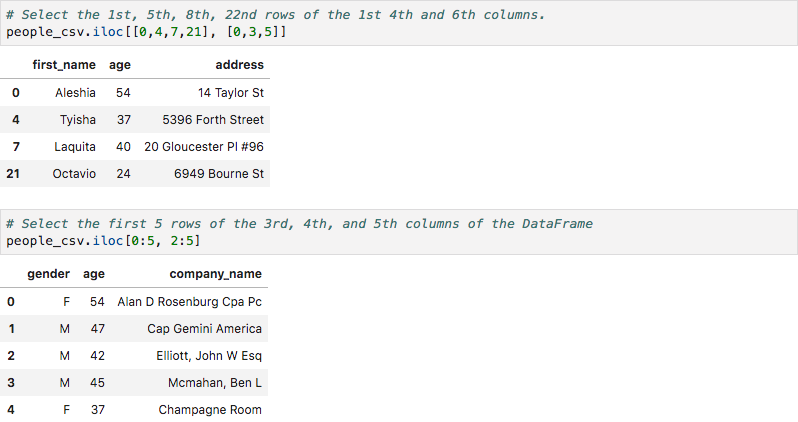 # Select the 1st, 5th, 8th, 22nd rows of the 1st 4th and 6th columns.
people_csv.iloc[[0,4,7,21], [0,3,5]]
first_name age address
0 Aleshia 54 14 Taylor St
4 Tyisha 37 5396 Forth Street
7 Laquita 40 20 Gloucester Pl #96
21 Octavio 24 6949 Bourne St
# Select the first 5 rows of the 3rd, 4th, and 5th columns of the DataFrame
people_csv.iloc[0:5, 2:5]
gender age company_name
0 F 54 Alan D Rosenburg Cpa Pc
1 M 47 Cap Gemini America
2 M 42 Elliott, John W Esq
3 M 45 Mcmahan, Ben L
4 F 37 Champagne Room